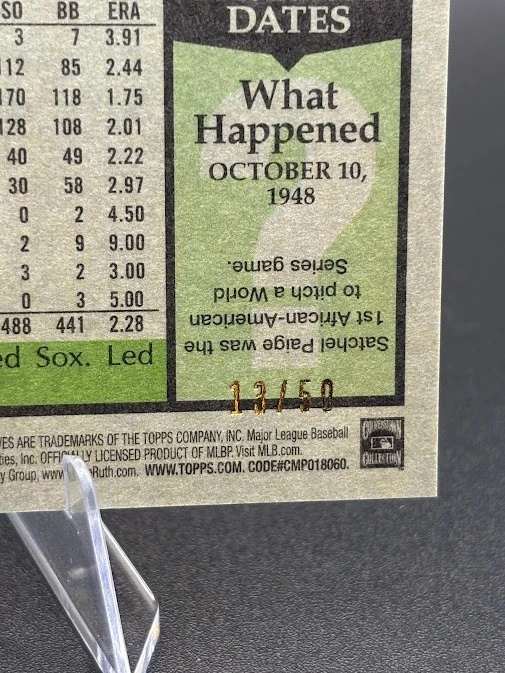 SO BB ERA
3 7 3.91
112 85 2.44
170 118 1.75
128 108 2.01
40 49 2.22
30 58 2.97
0 2 4.50
2 9 9.00
3 2 3.00
0 3 5.00
488 441 2.28
ed Sox. Led
DATES
What
Happened
OCTOBER 10,
1948
Satchel Paige was the
1st African-American
to pitch a World
Series game.
13/50
VES ARE TRADEMARKS OF THE TOPPS COMPANY, INC. Major League Baseball
ties, Inc. OFFICIALLY LICENSED PRODUCT OF MLBP. Visit MLB.com.
y Group, www. Ruth.com. WWW.TOPPS.COM. CODE#CMP018060.
COOPERSTOWN
COLLECTION